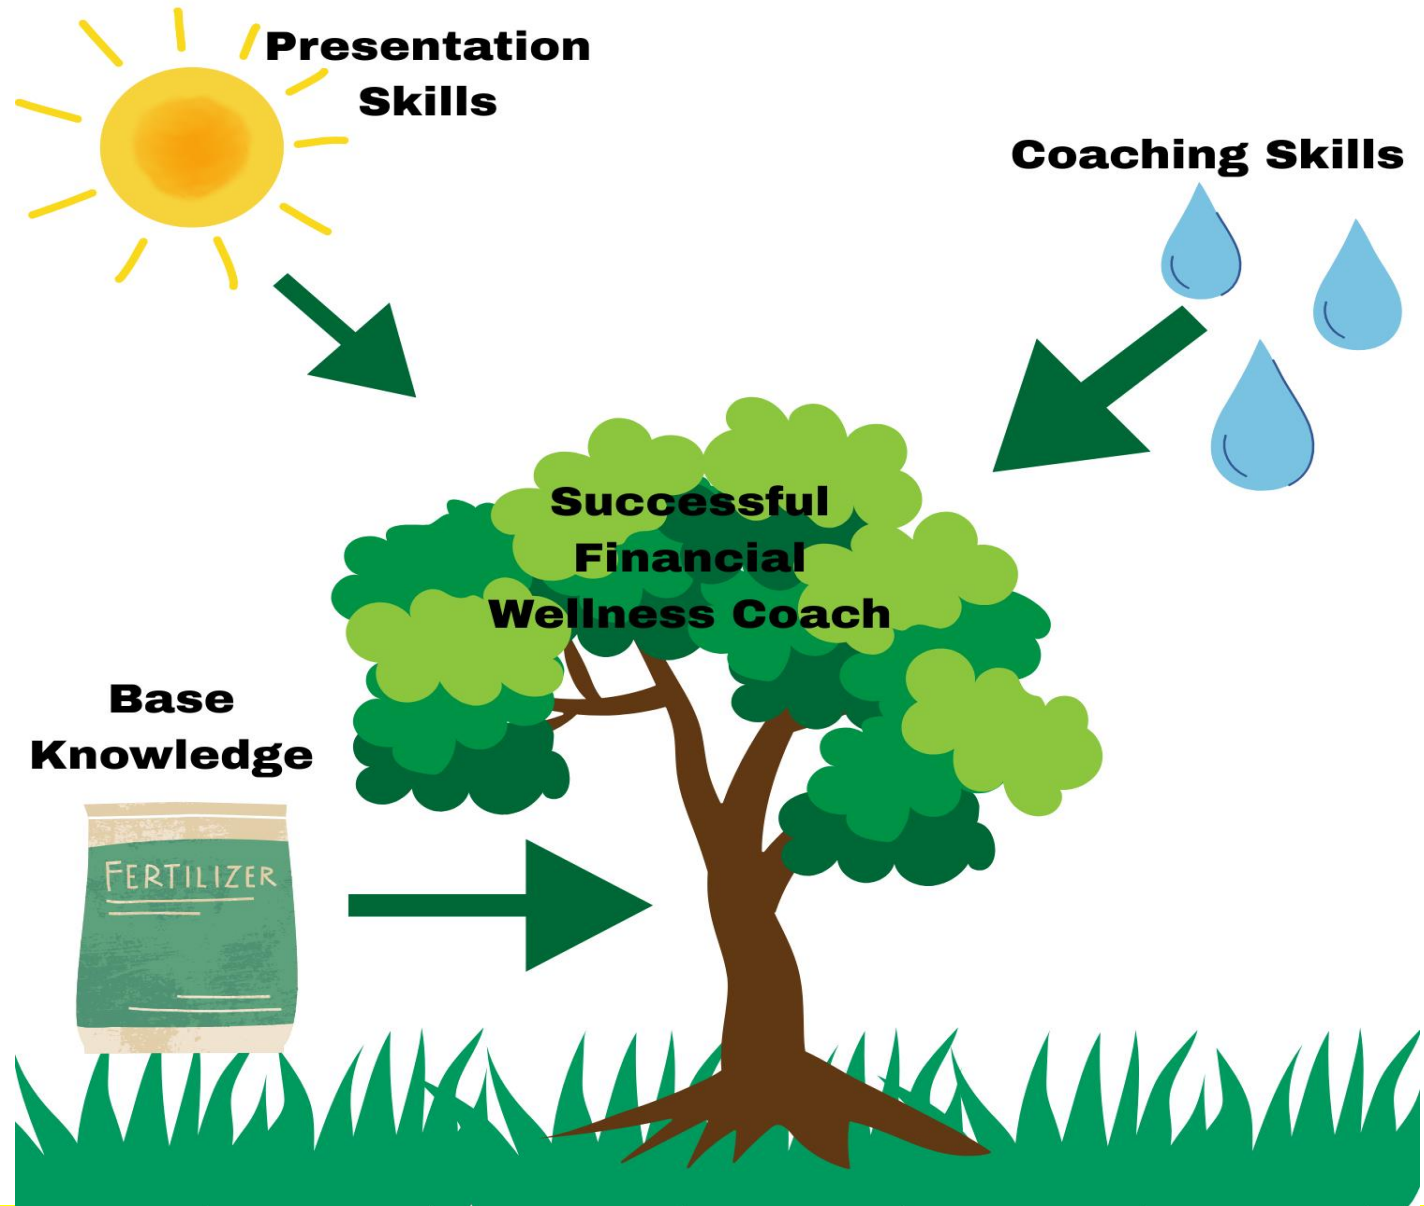 Presentation
Skills
Coaching Skills
Successful
Financial
Wellness Coach
Base
Knowledge
FERTILIZER